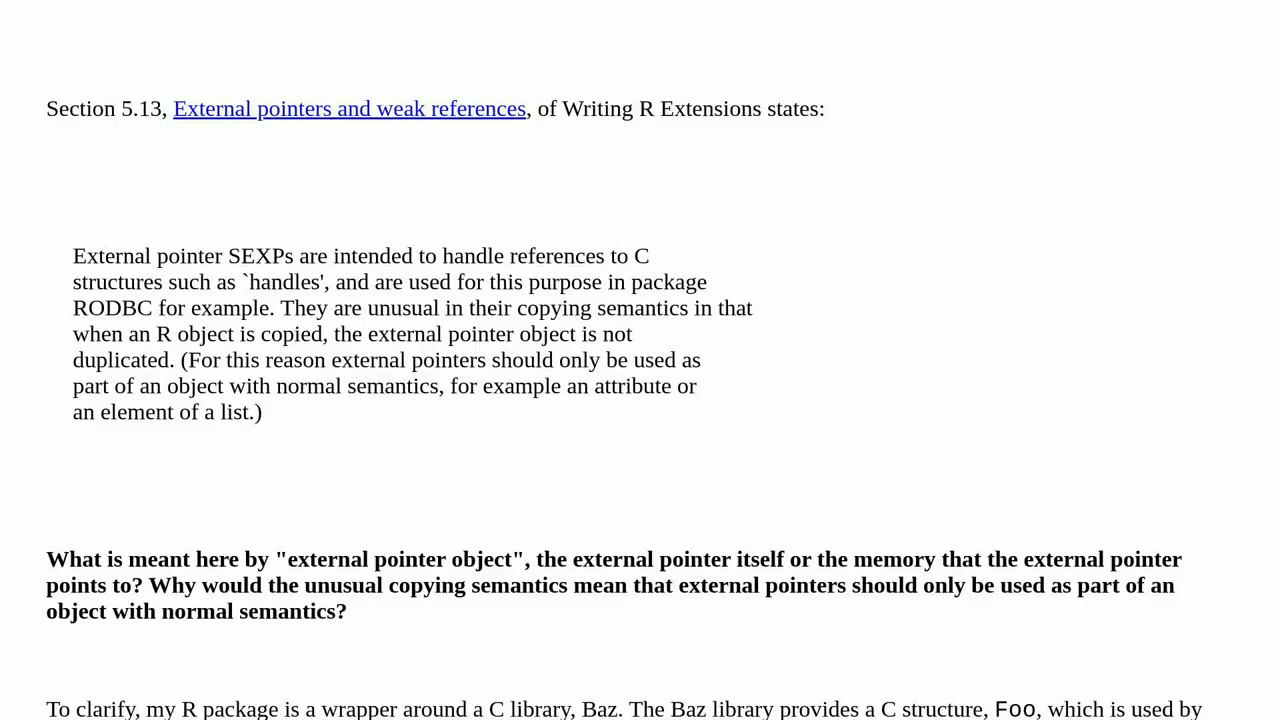 Section 5.13, External pointers and weak references, of Writing R Extensions states:
External pointer SEXPs are intended to handle references to C
structures such as `handles', and are used for this purpose in package
RODBC for example. They are unusual in their copying semantics in that
when an R object is copied, the external pointer object is not
duplicated. (For this reason external pointers should only be used as
part of an object with normal semantics, for example an attribute or
an element of a list.)
What is meant here by "external pointer object", the external pointer itself or the memory that the external pointer
points to? Why would the unusual copying semantics mean that external pointers should only be used as part of an
object with normal semantics?
To clarify, my R package is a wrapper around a C library, Baz. The Baz library provides a C structure, Foo, which is used by